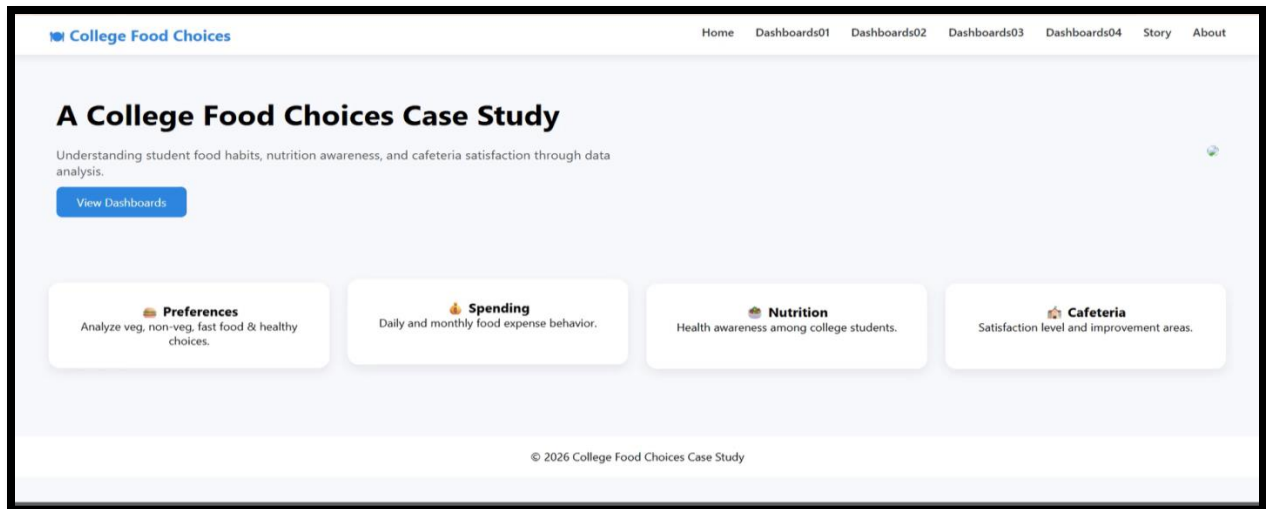 🍽 College Food Choices
Home Dashboards01 Dashboards02 Dashboards03 Dashboards04 Story About
A College Food Choices Case Study
Understanding student food habits, nutrition awareness, and cafeteria satisfaction through data
analysis.
View Dashboards
🍔 Preferences
Analyze veg, non-veg, fast food & healthy
choices.
💰 Spending
Daily and monthly food expense behavior.
🥗 Nutrition
Health awareness among college students.
🏫 Cafeteria
Satisfaction level and improvement areas.
© 2026 College Food Choices Case Study